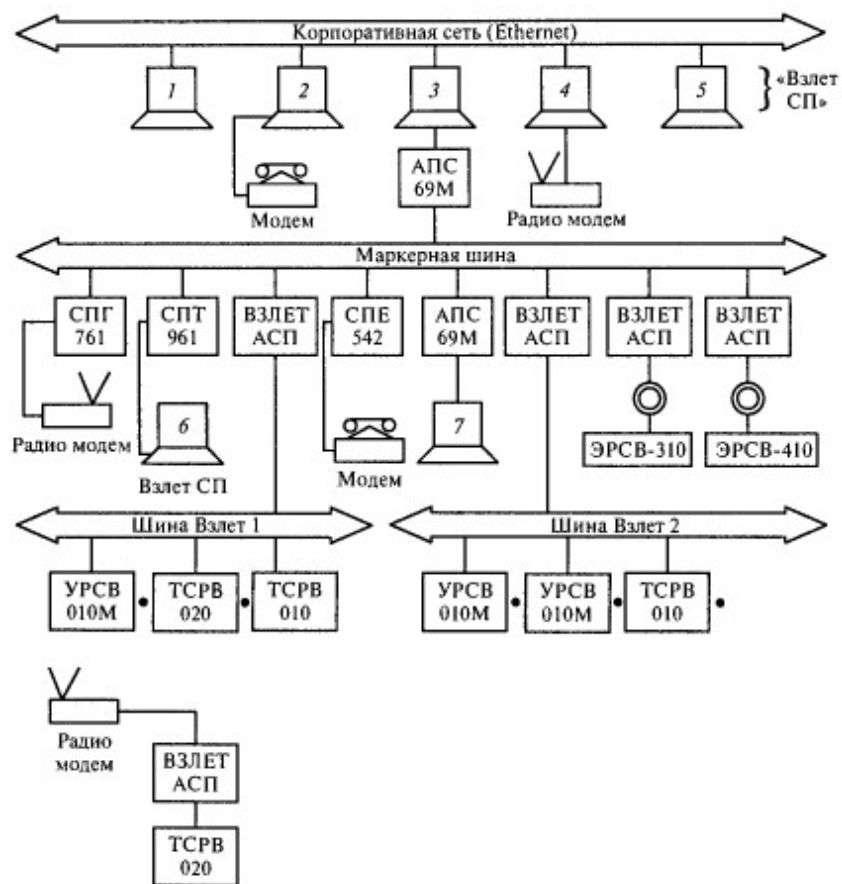 Корпоративная сеть (Ethernet)
1
2
3
4
5
«Взлет
СП»
АПС
69М
Модем
Радио модем
Маркерная шина
СПГ
761
СПТ
961
ВЗЛЕТ
АСП
СПЕ
542
АПС
69М
ВЗЛЕТ
АСП
ВЗЛЕТ
АСП
ВЗЛЕТ
АСП
Радио модем
6
Взлет СП
Модем
7
ЭРСВ-310
ЭРСВ-410
Шина Взлет 1
Шина Взлет 2
УРСВ
010М
ТСРВ
020
ТСРВ
010
УРСВ
010М
УРСВ
010М
ТСРВ
010
Радио
модем
ВЗЛЕТ
АСП
ТСРВ
020